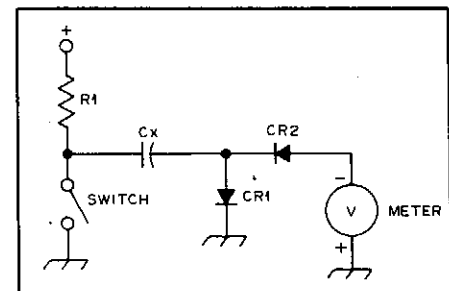 +
R1
Cx
CR2
SWITCH
CR1
-
V
METER
+